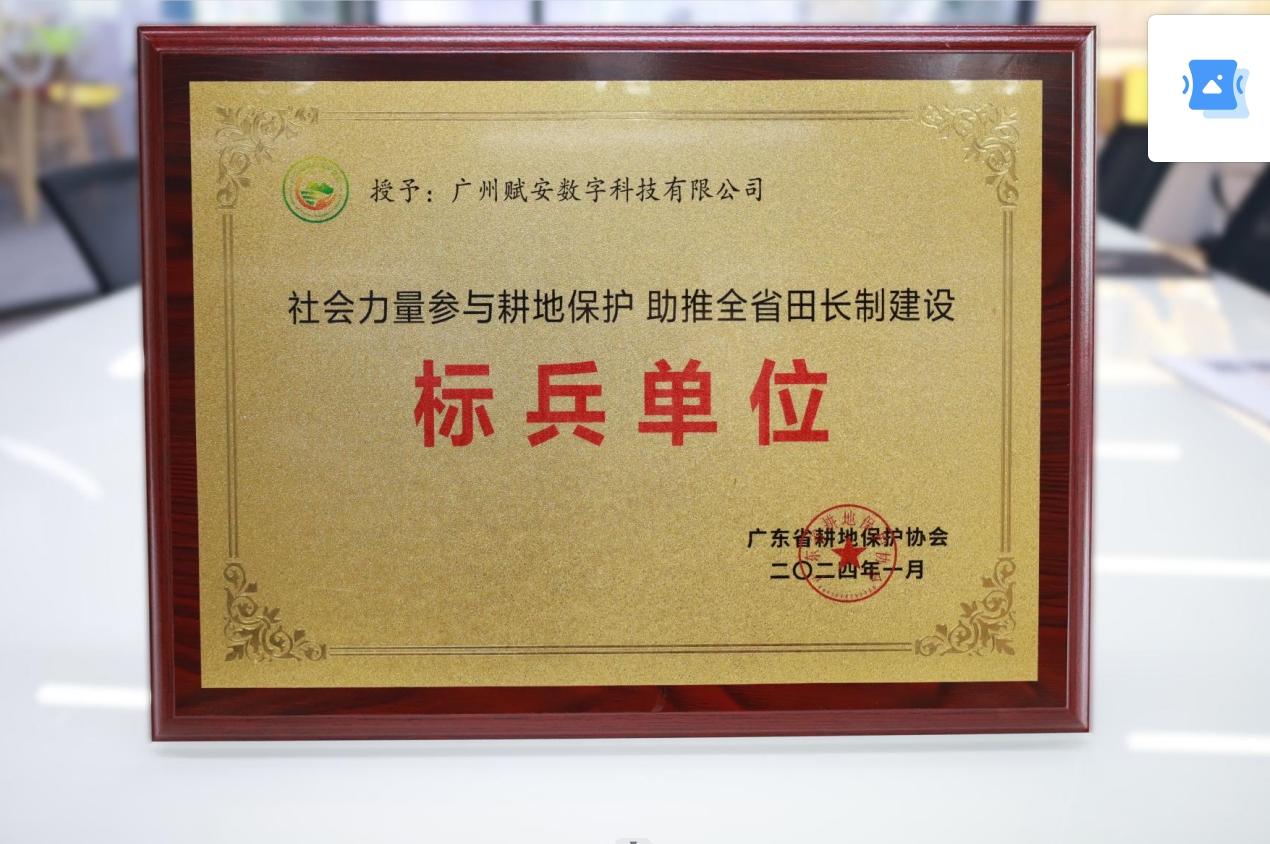 授予：广州赋安数字科技有限公司
社会力量参与耕地保护 助推全省田长制建设
标兵单位
广东省耕地保护协会
二〇二四年一月